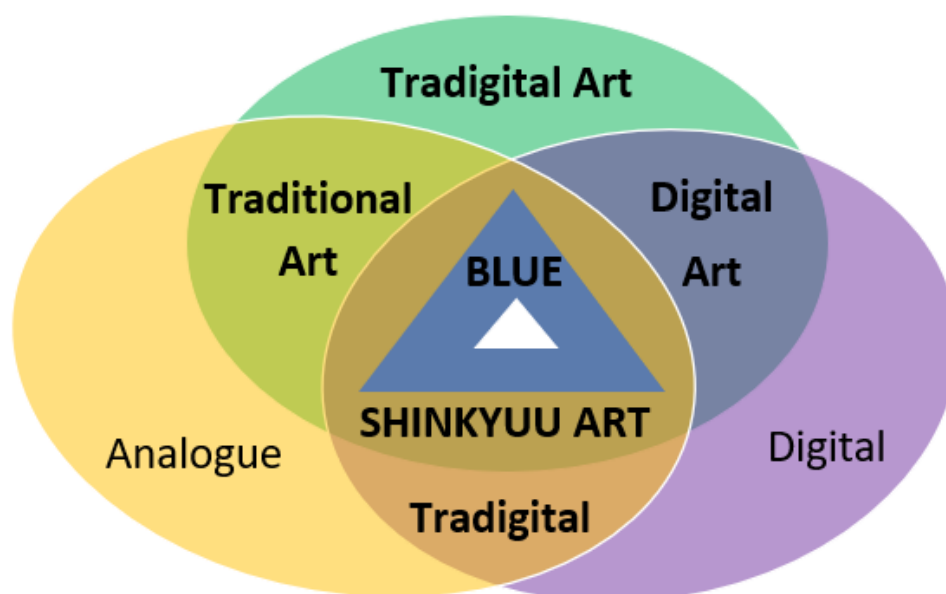 Tradigital Art
Traditional
Art
Digital
Art
BLUE
SHINKYUU ART
Analogue
Digital
Tradigital